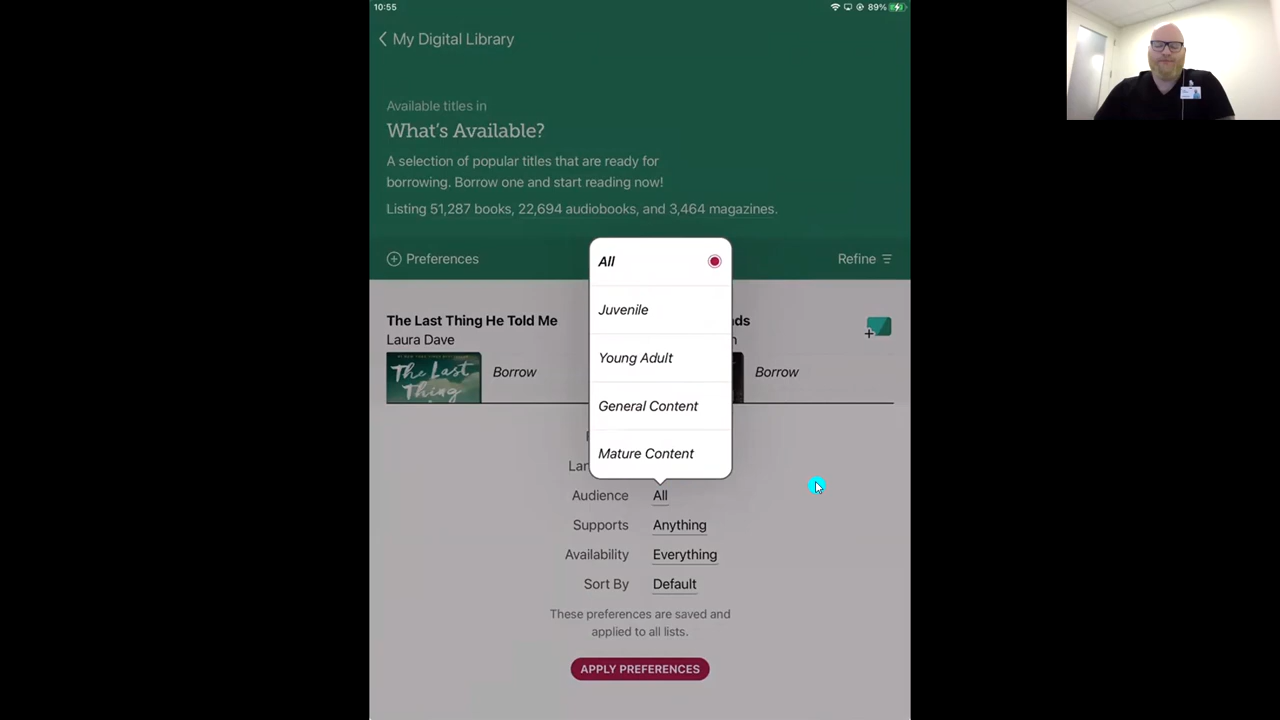 10:55
89%
My Digital Library
Available titles in
What's Available?
A selection of popular titles that are ready for
borrowing. Borrow one and start reading now!
Listing 51,287 books, 22,694 audiobooks, and 3,464 magazines.
Preferences
Refine
All
Juvenile
Young Adult
General Content
Mature Content
The Last Thing He Told Me
Laura Dave
The Last
Thing
Borrow
Borrow
Audience All
Supports Anything
Availability Everything
Sort By Default
These preferences are saved and
applied to all lists.
APPLY PREFERENCES